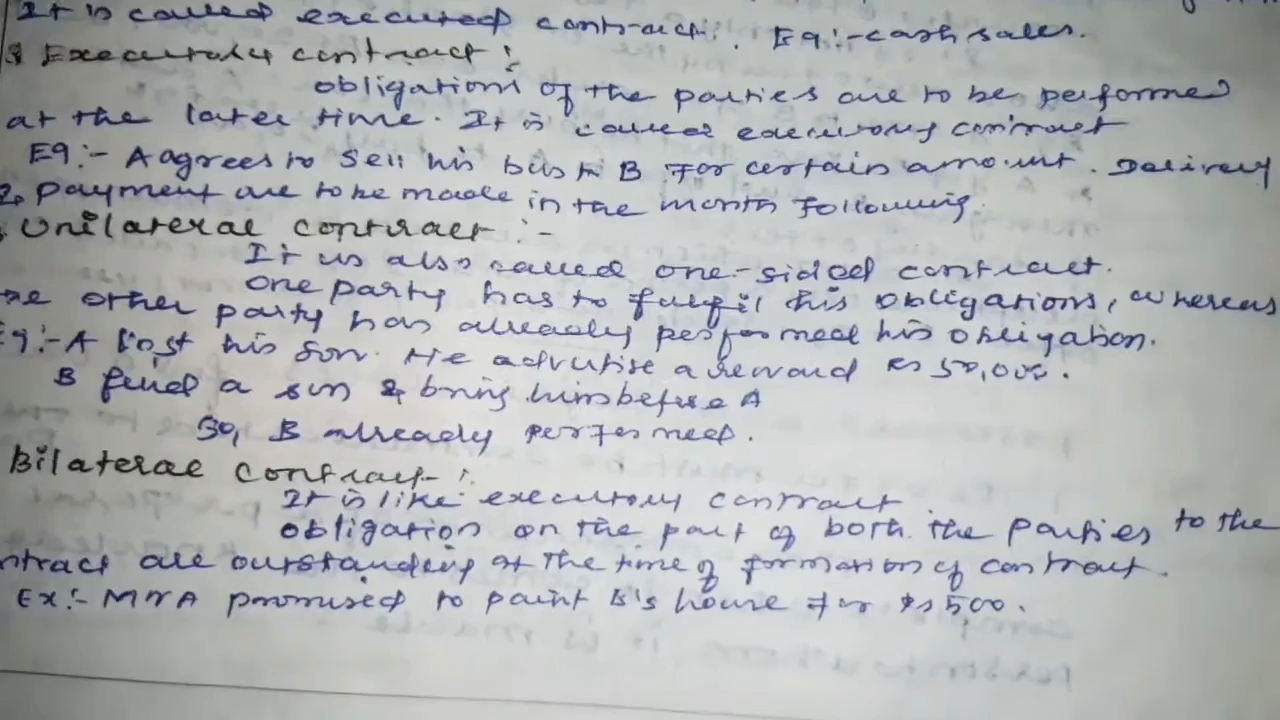 It is called executed contract. Eg:- cash sales.
Executory contract :
obligations of the parties are to be performed
at the later time. It is called executory contract
Eg:- A agrees to sell his bus to B for certain amount. Delivery
& payment are to be made in the month following.
Unilateral contract :-
It is also called one-sided contract.
one party has to fulfil his obligations, whereas
other party has already performed his obligation.
Eg:- A lost his son. He advertise a reward Rs 50,000.
B find a son & bring him before A
So, B already performed.
Bilateral contract :
It is like executory contract
obligation on the part of both the parties to the
ntract are outstanding at the time of formation of contract.
Ex:- Mr A promised to paint B's house for Rs 500.